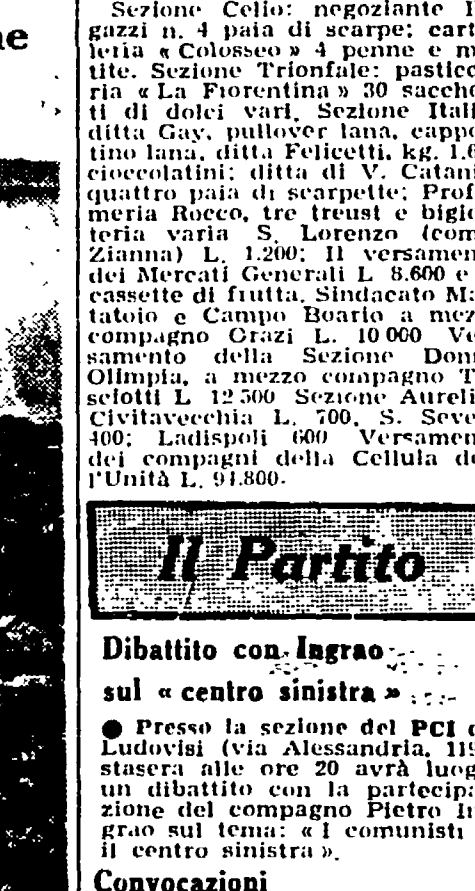 ne
Sezione Celio: negoziante
gazzi n. 4 paia di scarpe; cart
leria « Colosseo » 4 penne e m
tite. Sezione Trionfale: pasticc
ria « La Fiorentina » 30 sacche
ti di dolci vari. Sezione Itali
ditta Gay, pullover lana, cappo
tino lana, ditta Felicetti, kg. 1.6
cioccolatini; ditta di V. Catani
quattro paia di scarpette; Prof
meria Rocco, tre treust e bigio
teria varia S. Lorenzo (com
Zianna) L. 1.200; Il versamen
dei Mercati Generali L 8.600 e
cassette di frutta. Sindacato Ma
tatoio e Campo Boario a mez
compagno Orazi L. 10 000 Ve
samento della Sezione Donn
Olimpia, a mezzo compagno T
sciotti L 12 500 Sezione Aureli
Civitavecchia L. 700, S. Seve
400; Ladispoli 600 Versamen
dei compagni della Cellula de
l'Unità L. 91.800.
Il Partito
Dibattito con Ingrao
sul « centro sinistra »
● Presso la sezione del PCI d
Ludovisi (via Alessandria, 119
stasera alle ore 20 avrà luog
un dibattito con la partecipa
zione del compagno Pietro In
grao sul tema: « I comunisti
il centro sinistra ».
Convocazioni